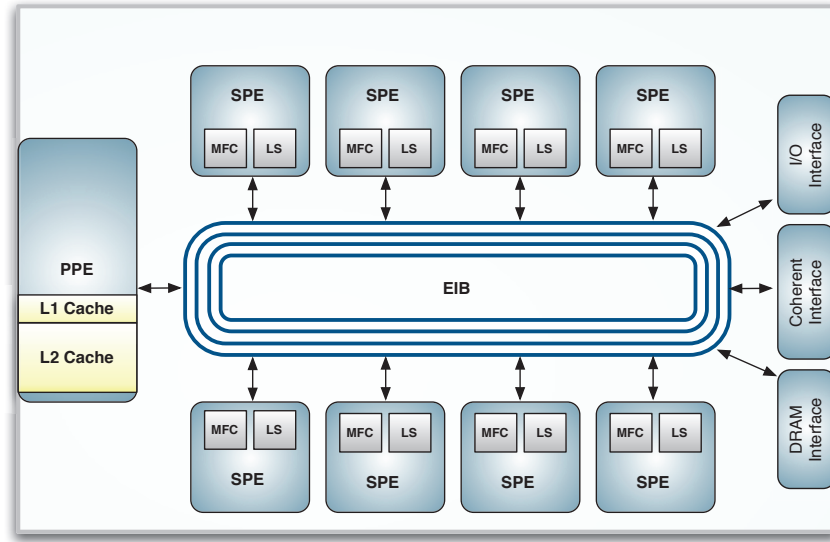 SPE
MFC LS
SPE
MFC LS
SPE
MFC LS
SPE
MFC LS
I/O
Interface
PPE
L1 Cache
L2 Cache
EIB
Coherent
Interface
MFC LS
SPE
MFC LS
SPE
MFC LS
SPE
MFC LS
SPE
DRAM
Interface